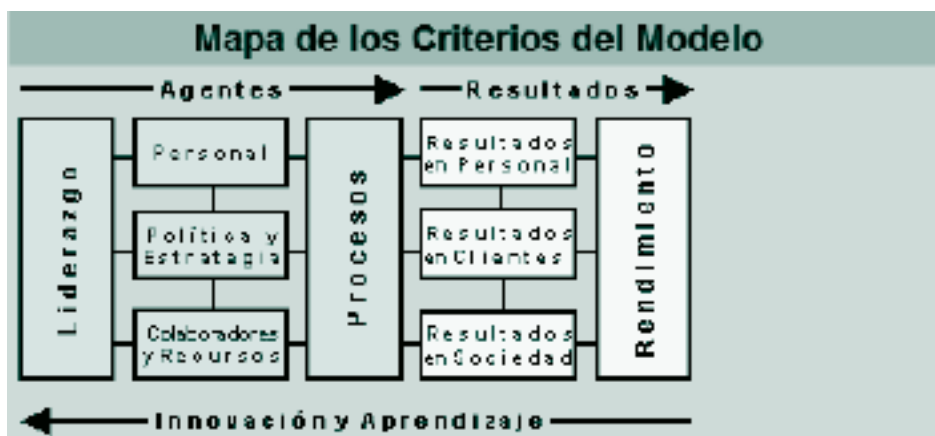 Mapa de los Criterios del Modelo
Agentes
Resultados
Liderazgo
Personal
Política y
Estratagia
Colaboradores
y Recursos
Procesos
Resultados
en Personal
Resultados
en Clientes
Resultados
en Sociedad
Rendimiento
Innovación y Aprendizaje